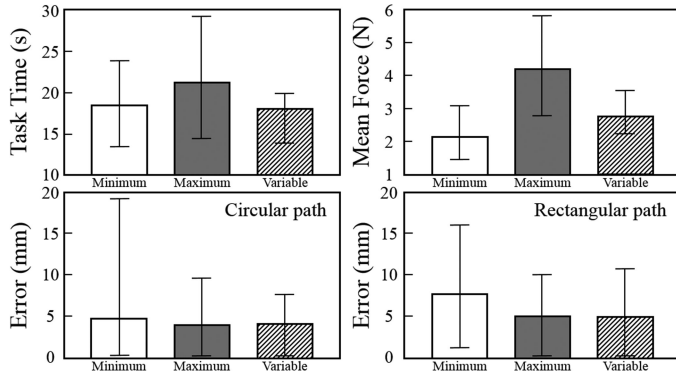 Task Time (s)
30
25
20
15
10
Minimum Maximum Variable
Mean Force (N)
6
5
4
3
2
1
Minimum Maximum Variable
Circular path
Error (mm)
20
15
10
5
0
Minimum Maximum Variable
Rectangular path
Error (mm)
20
15
10
5
0
Minimum Maximum Variable